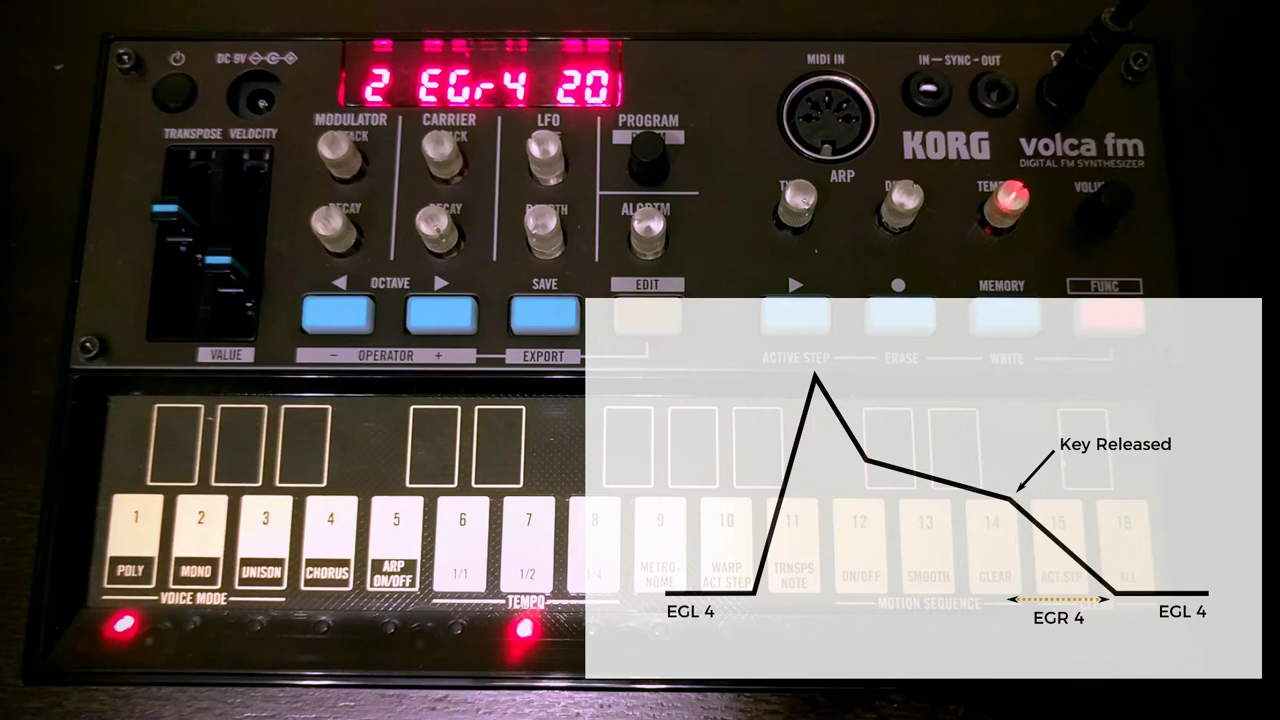 DC 5V
MIDI IN
IN – SYNC – OUT
2 EGr4 20
TRANSPOSE VELOCITY
MODULATOR
CARRIER
LFO
PROGRAM
KORG
volca fm
DIGITAL FM SYNTHESIZER
ARP
ALGRTM
OCTAVE
SAVE
EDIT
MEMORY
FUNC
VALUE
– OPERATOR +
EXPORT
ACTIVE STEP
ERASE
WRITE
Key Released
1 2 3 4 5 6 7 8 9 10 11 12 13 14 15 16
POLY
MONO
UNISON
CHORUS
ARP ON/OFF
1/1
1/2
1/4
METRO-NOME
WARP ACT.STEP
TRNSPS NOTE
ON/OFF
SMOOTH
CLEAR
ACT.STP
ALL
VOICE MODE
TEMPO
MOTION SEQUENCE
EGL 4
EGR 4
EGL 4